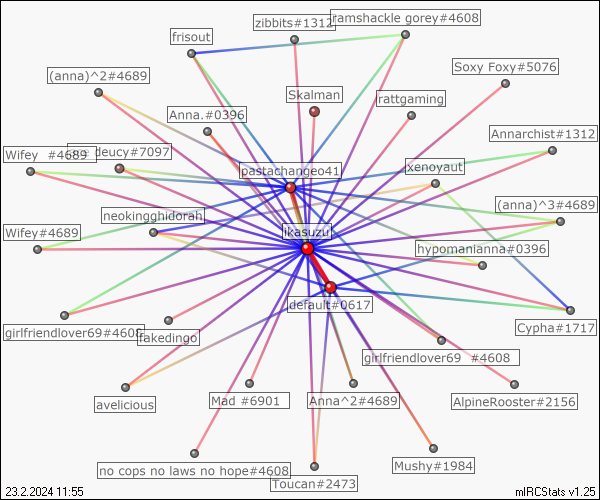 zibbits#1312
ramshackle gorey#4608
frisout
Soxy Foxy#5076
(anna)^2#4689
Skalman
rattgaming
Anna.#0396
Annarchist#1312
Wifey #4689
deucy#7097
pastachangeo41
xenoyaut
(anna)^3#4689
neokingghidorah
ikasuzu
Wifey#4689
hypomanianna#0396
default#0617
Cypha#1717
girlfriendlover69#4608
fakedingo
girlfriendlover69 #4608
avelicious
Mad #6901
Anna^2#4689
AlpineRooster#2156
no cops no laws no hope#4608
Mushy#1984
Toucan#2473
23.2.2024 11:55
mIRCStats v1.25